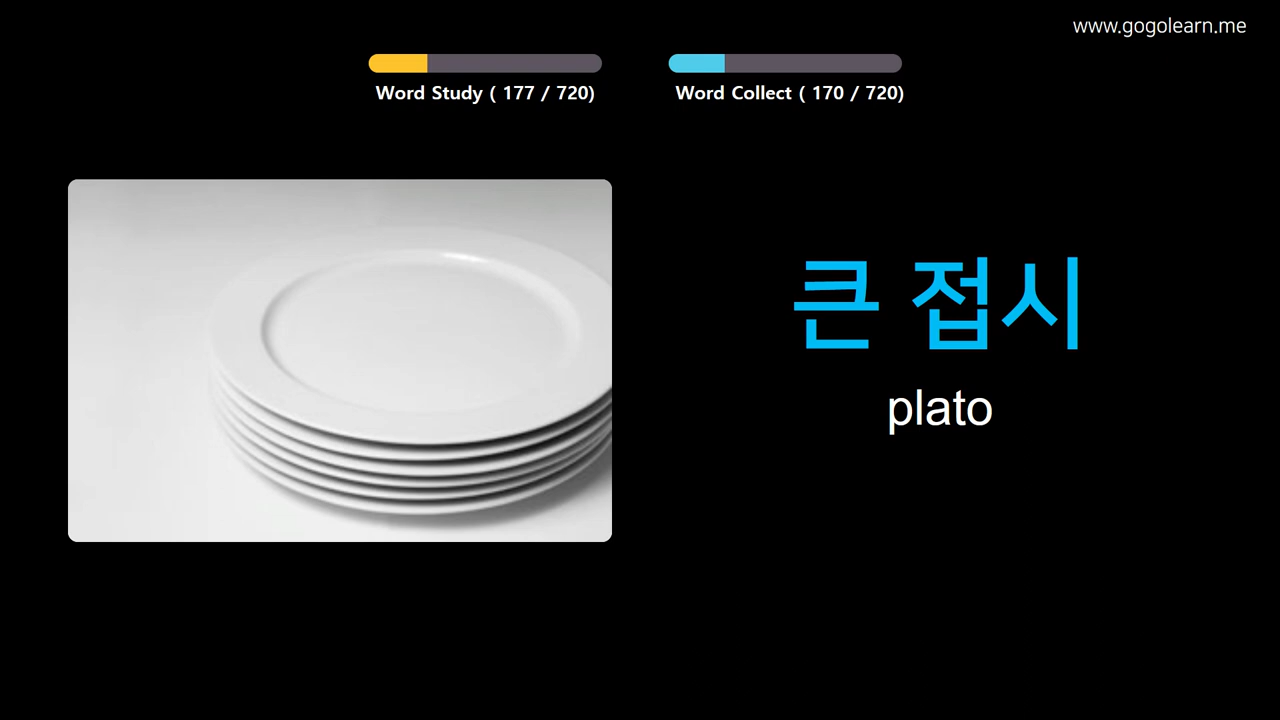 www.gogolearn.me
Word Study ( 177 / 720)
Word Collect ( 170 / 720)
큰 접시
plato